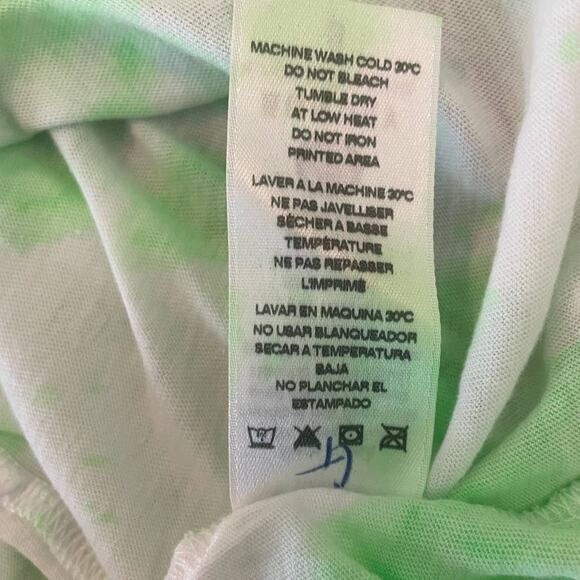 MACHINE WASH COLD 30°C
DO NOT BLEACH
TUMBLE DRY
AT LOW HEAT
DO NOT IRON
PRINTED AREA
LAVER A LA MACHINE 30°C
NE PAS JAVELLISER
SÉCHER A BASSE
TEMPÉRATURE
NE PAS REPASSER
L'IMPRIMÉ
LAVAR EN MAQUINA 30°C
NO USAR BLANQUEADOR
SECAR A TEMPERATURA
BAJA
NO PLANCHAR EL
ESTAMPADO